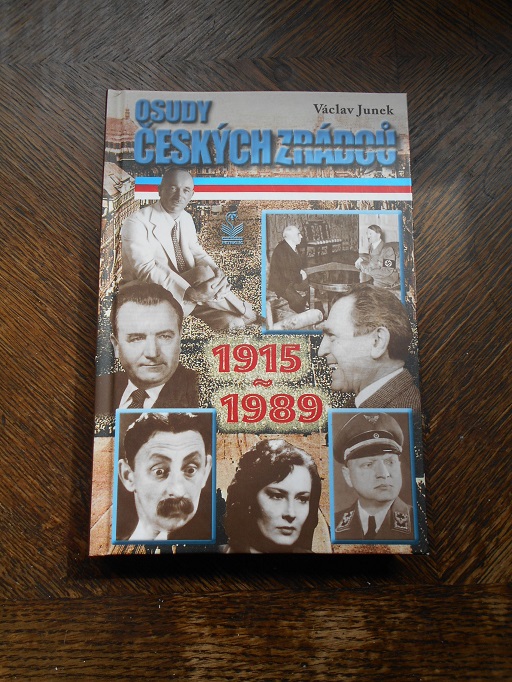 Václav Junek
OSUDY
ČESKÝCH ZRÁDCŮ
1915
~
1989